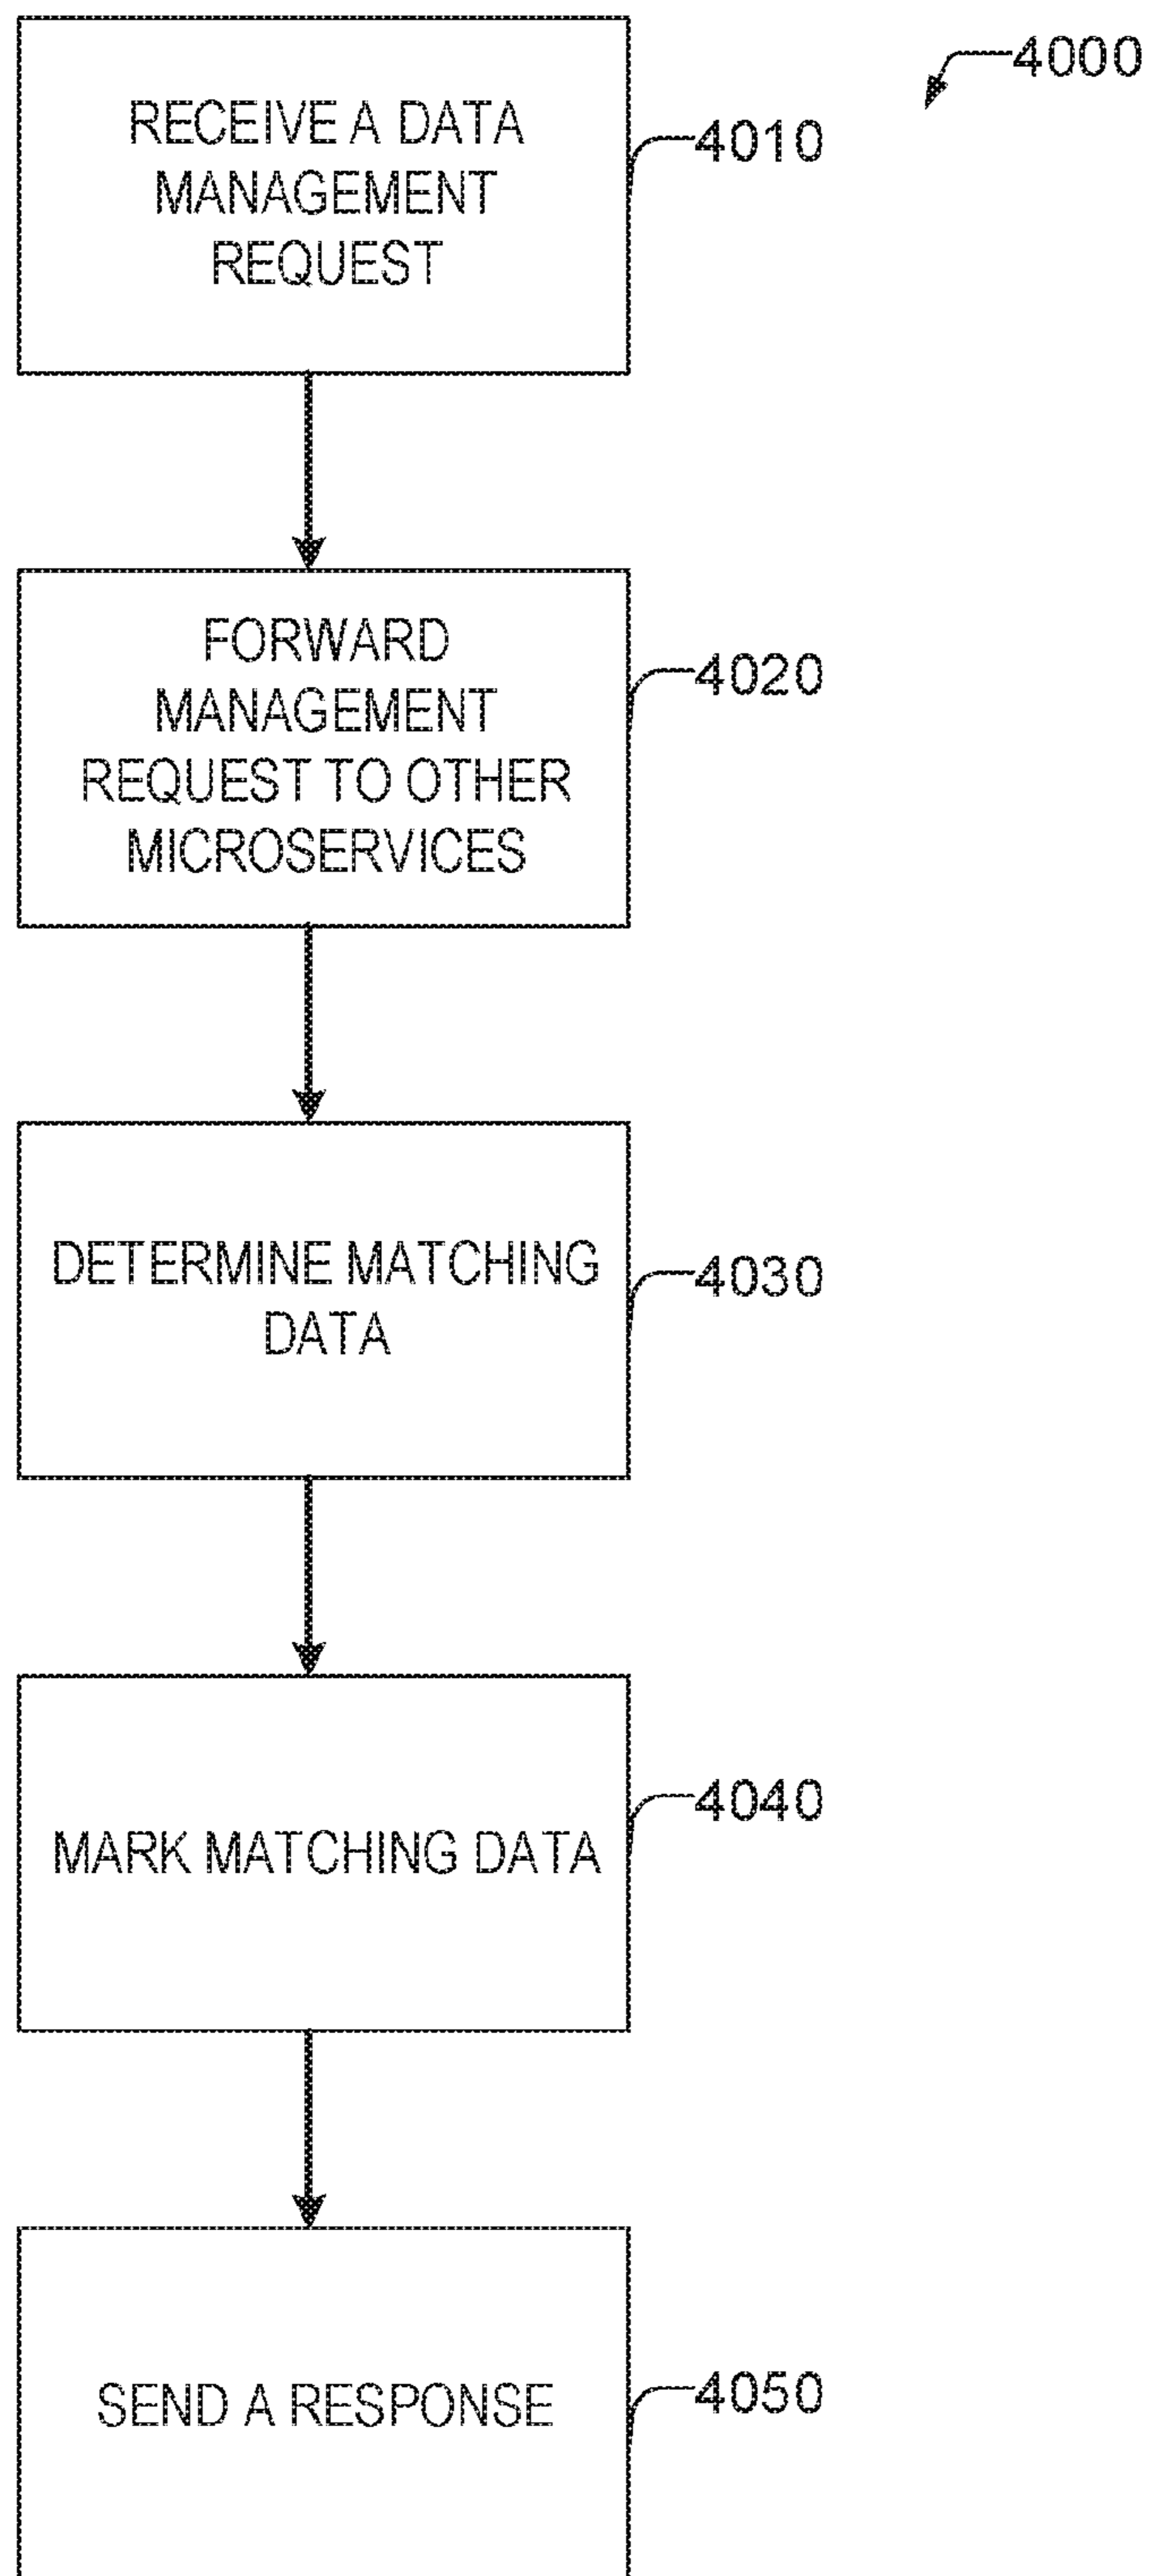 4000
RECEIVE A DATA
MANAGEMENT
REQUEST
4010
FORWARD
MANAGEMENT
REQUEST TO OTHER
MICROSERVICES
4020
DETERMINE MATCHING
DATA
4030
MARK MATCHING DATA
4040
SEND A RESPONSE
4050